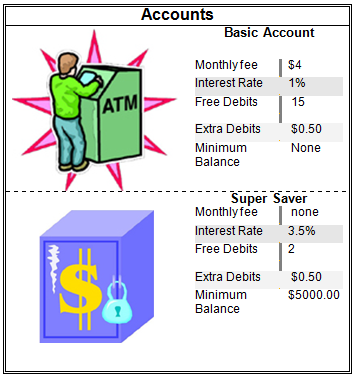 Accounts
Basic Account
ATM
Monthly fee $4
Interest Rate 1%
Free Debits 15
Extra Debits $0.50
Minimum None
Balance
Super Saver
$
Monthly fee none
Interest Rate 3.5%
Free Debits 2
Extra Debits $0.50
Minimum $5000.00
Balance